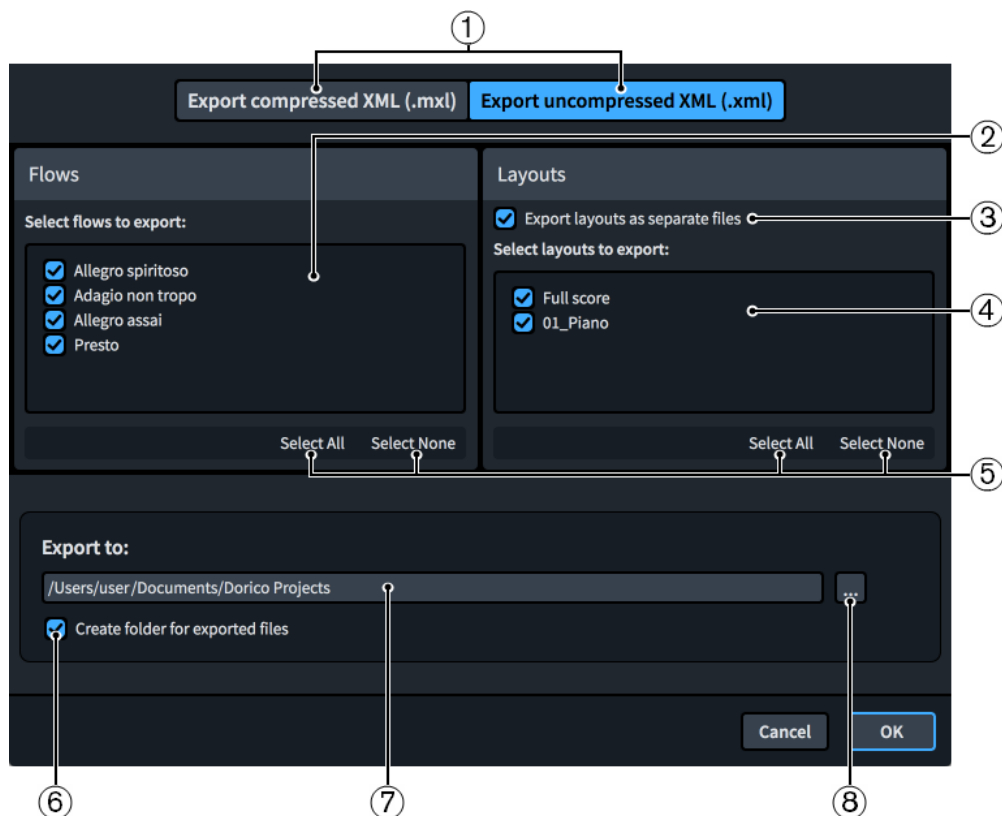 ①
Export compressed XML (.mxl) Export uncompressed XML (.xml)
②
Flows
Layouts
Select flows to export:
Export layouts as separate files
③
Select layouts to export:
Allegro spiritoso
Adagio non tropo
Allegro assai
Presto
Full score
④
01_Piano
Select All Select None
Select All Select None
⑤
Export to:
/Users/user/Documents/Dorico Projects
...
Create folder for exported files
Cancel OK
⑥ ⑦ ⑧